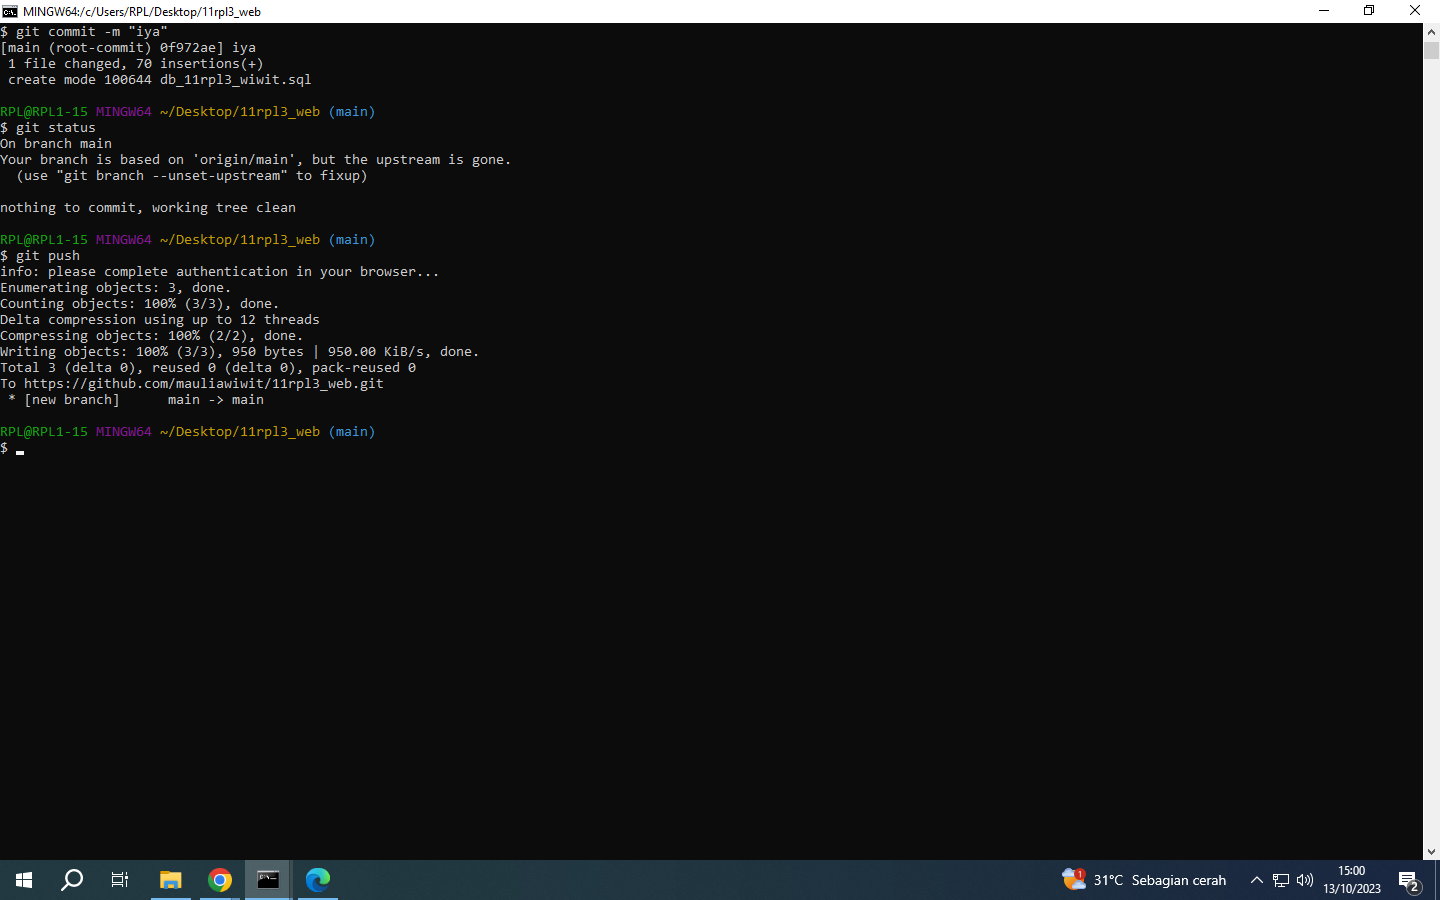 MINGW64:/c/Users/RPL/Desktop/11rpl3_web
$ git commit -m "iya"
[main (root-commit) 0f972ae] iya
 1 file changed, 70 insertions(+)
 create mode 100644 db_11rpl3_wiwit.sql
RPL@RPL1-15 MINGW64 ~/Desktop/11rpl3_web (main)
$ git status
On branch main
Your branch is based on 'origin/main', but the upstream is gone.
  (use "git branch --unset-upstream" to fixup)
nothing to commit, working tree clean
RPL@RPL1-15 MINGW64 ~/Desktop/11rpl3_web (main)
$ git push
info: please complete authentication in your browser...
Enumerating objects: 3, done.
Counting objects: 100% (3/3), done.
Delta compression using up to 12 threads
Compressing objects: 100% (2/2), done.
Writing objects: 100% (3/3), 950 bytes | 950.00 KiB/s, done.
Total 3 (delta 0), reused 0 (delta 0), pack-reused 0
To https://github.com/mauliawiwit/11rpl3_web.git
 * [new branch]      main -> main
RPL@RPL1-15 MINGW64 ~/Desktop/11rpl3_web (main)
$
1
31°C Sebagian cerah
15:00
13/10/2023
2